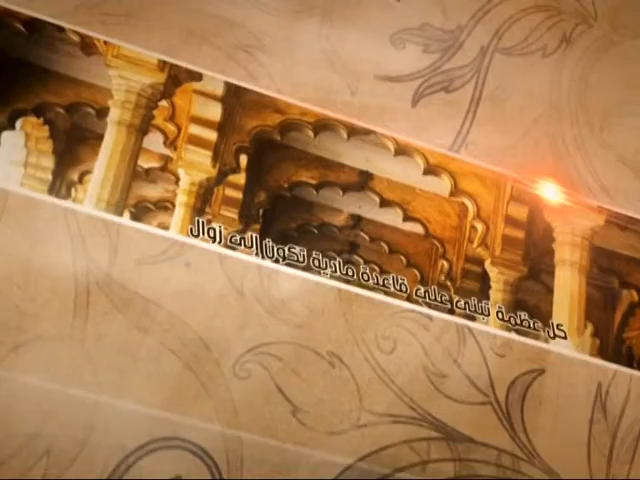 كل عظمة تبنى على قاعدة مادية تكون إلى زوال